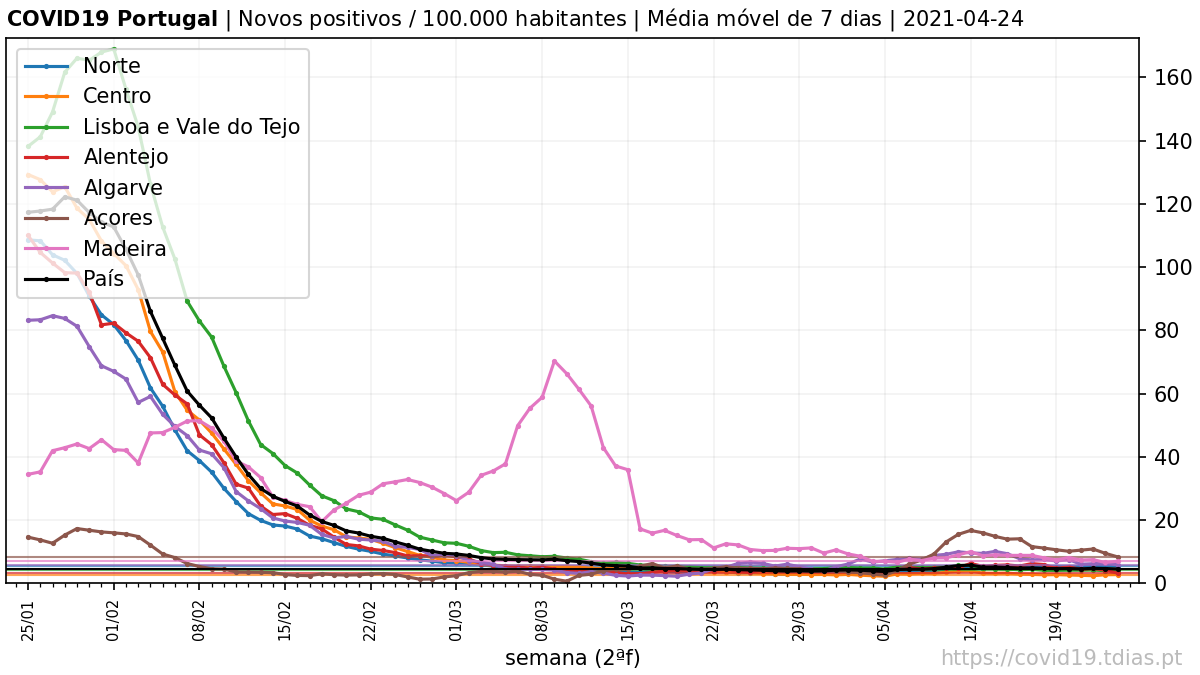 COVID19 Portugal | Novos positivos / 100.000 habitantes | Média móvel de 7 dias | 2021-04-24
Norte
Centro
Lisboa e Vale do Tejo
Alentejo
Algarve
Açores
Madeira
País
160
140
120
100
80
60
40
20
0
25/01
01/02
08/02
15/02
22/02
01/03
08/03
15/03
22/03
29/03
05/04
12/04
19/04
semana (2ªf)
https://covid19.tdias.pt